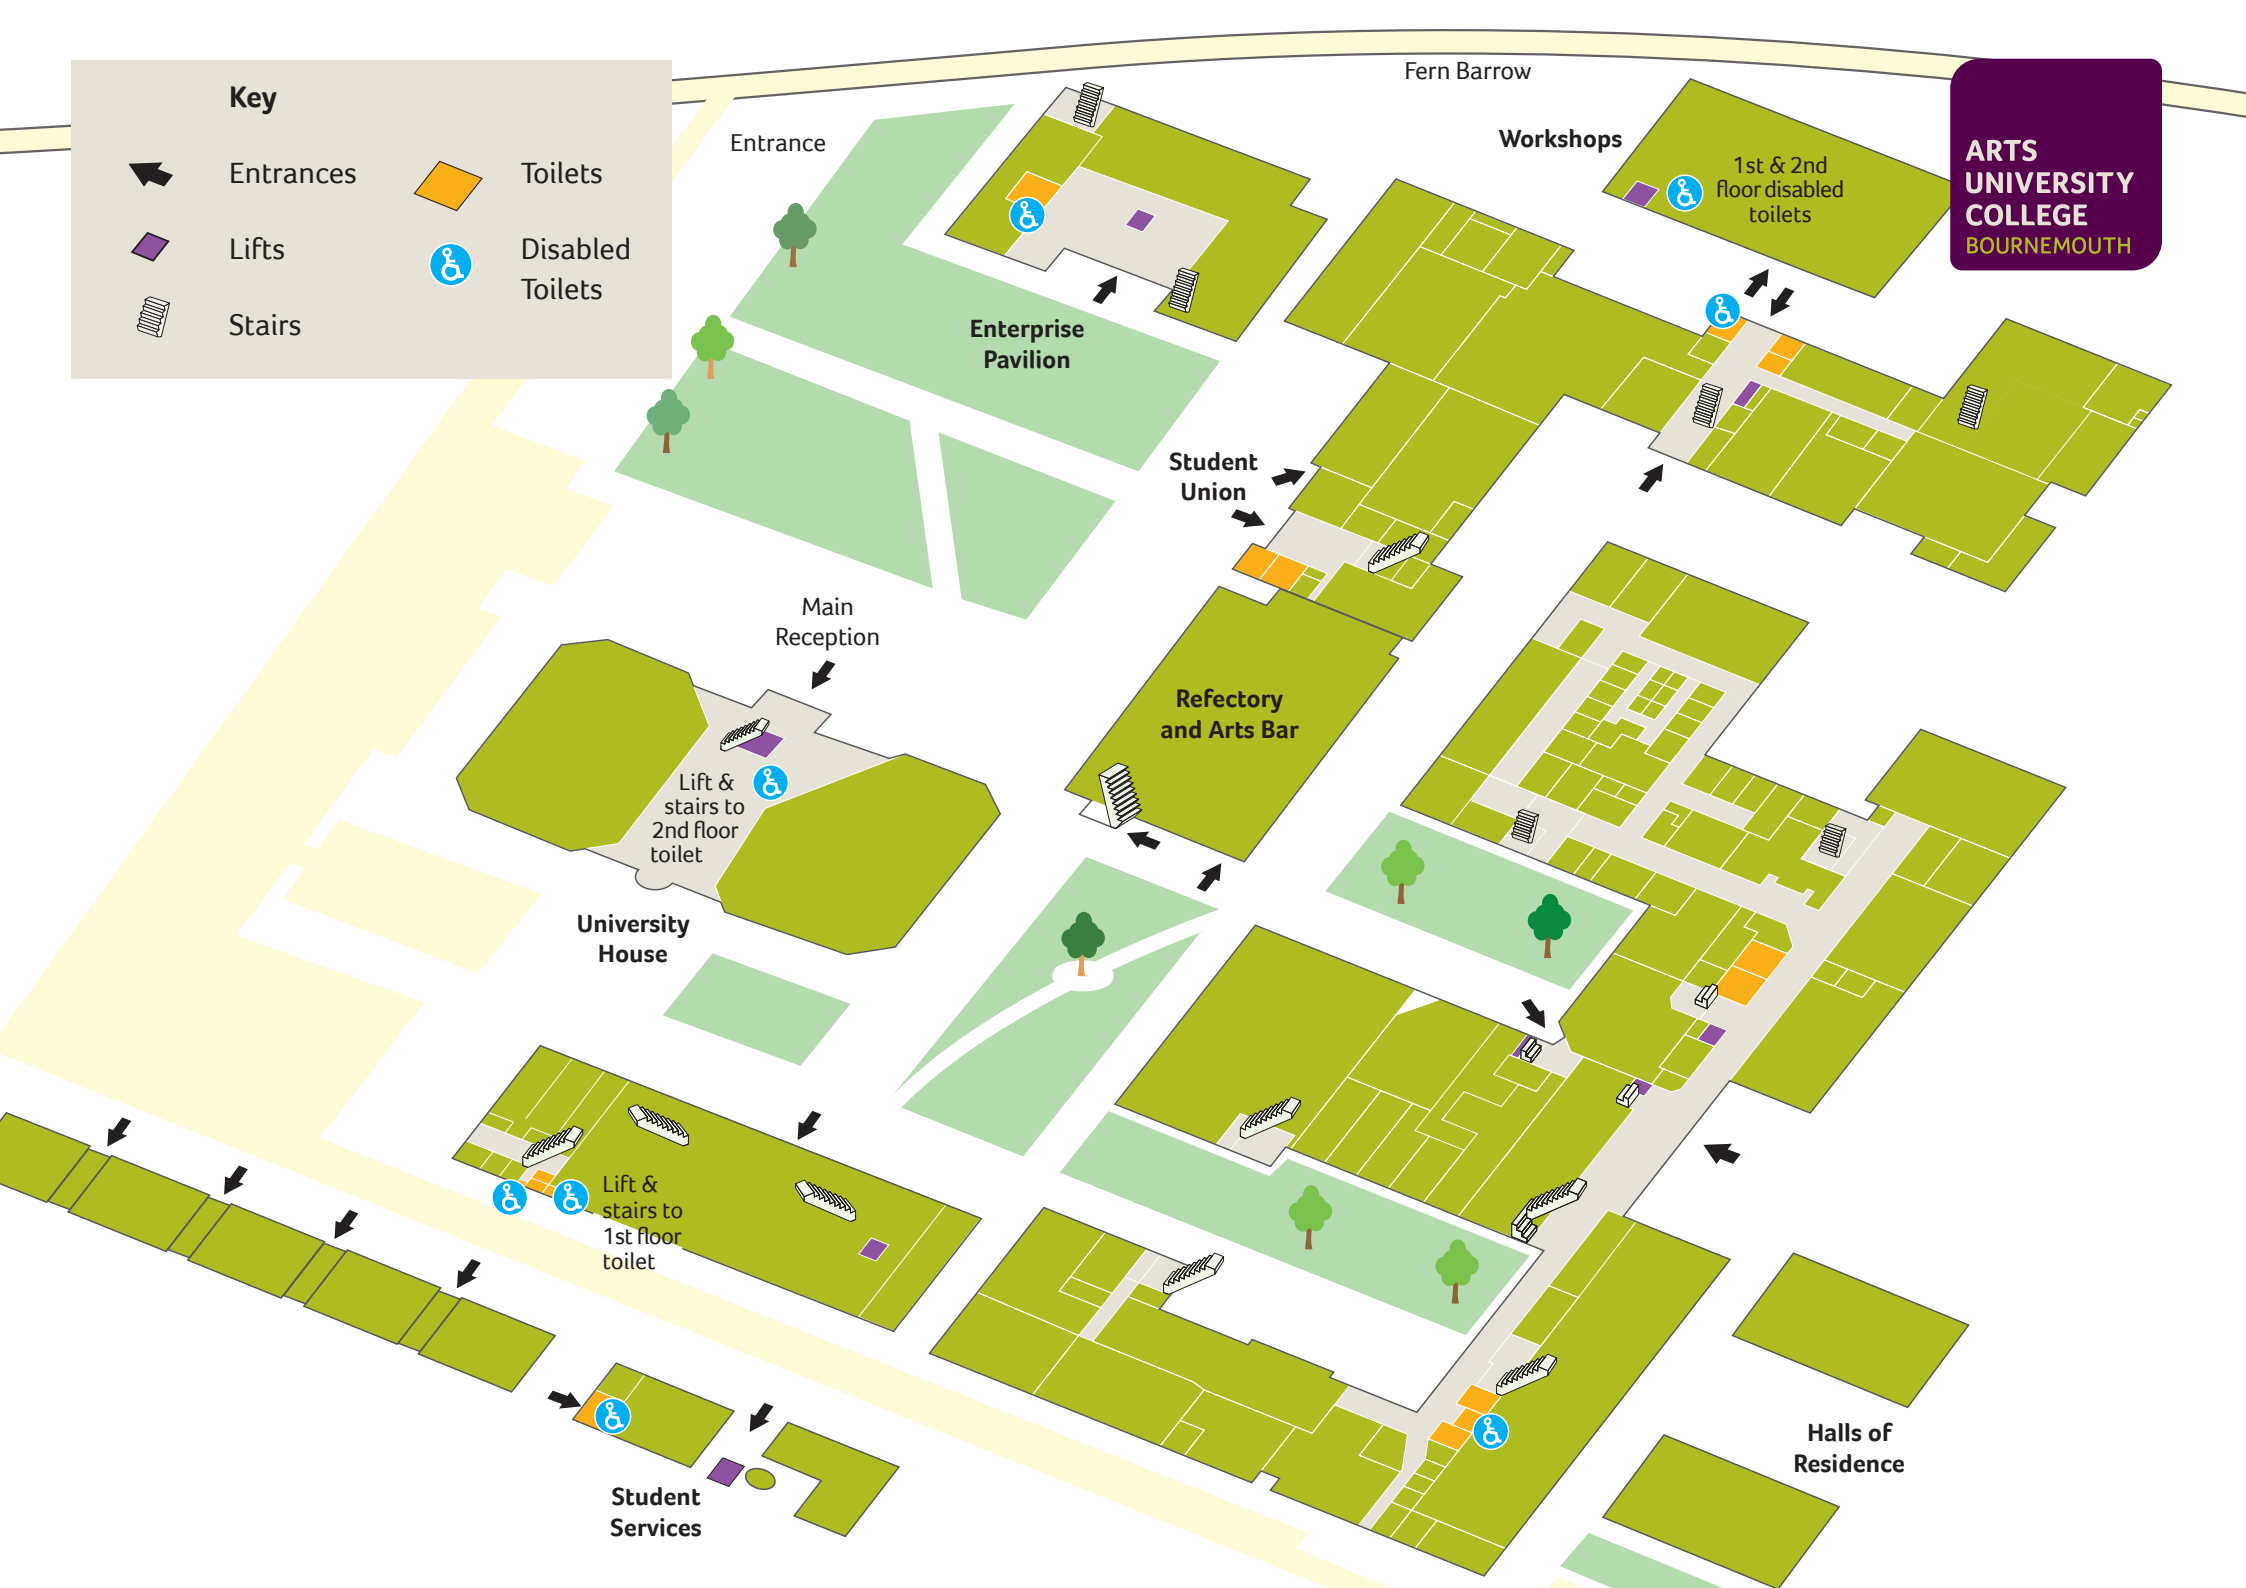 Key
Entrances
Toilets
Lifts
Disabled
Toilets
Stairs
Fern Barrow
Entrance
Workshops
1st & 2nd
floor disabled
toilets
ARTS
UNIVERSITY
COLLEGE
BOURNEMOUTH
Enterprise
Pavilion
Student
Union
Main
Reception
Refectory
and Arts Bar
Lift &
stairs to
2nd floor
toilet
University
House
Lift &
stairs to
1st floor
toilet
Halls of
Residence
Student
Services